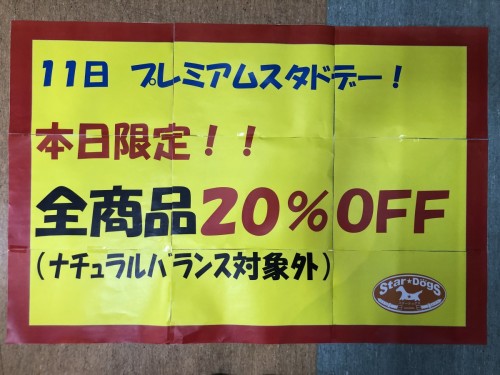 11日 プレミアムスタドデー！
本日限定！！
全商品20%OFF
(ナチュラルバランス対象外)
Star★Dogs